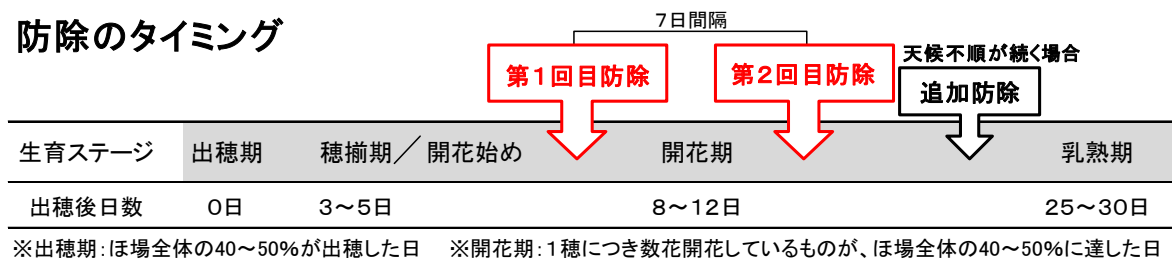 防除のタイミング
7日間隔
第1回目防除
第2回目防除
天候不順が続く場合
追加防除
生育ステージ 出穂期 穂揃期／開花始め 開花期 乳熟期
出穂後日数 0日 3～5日 8～12日 25～30日
※出穂期：ほ場全体の40～50%が出穂した日 ※開花期：1穂につき数花開花しているものが、ほ場全体の40～50%に達した日